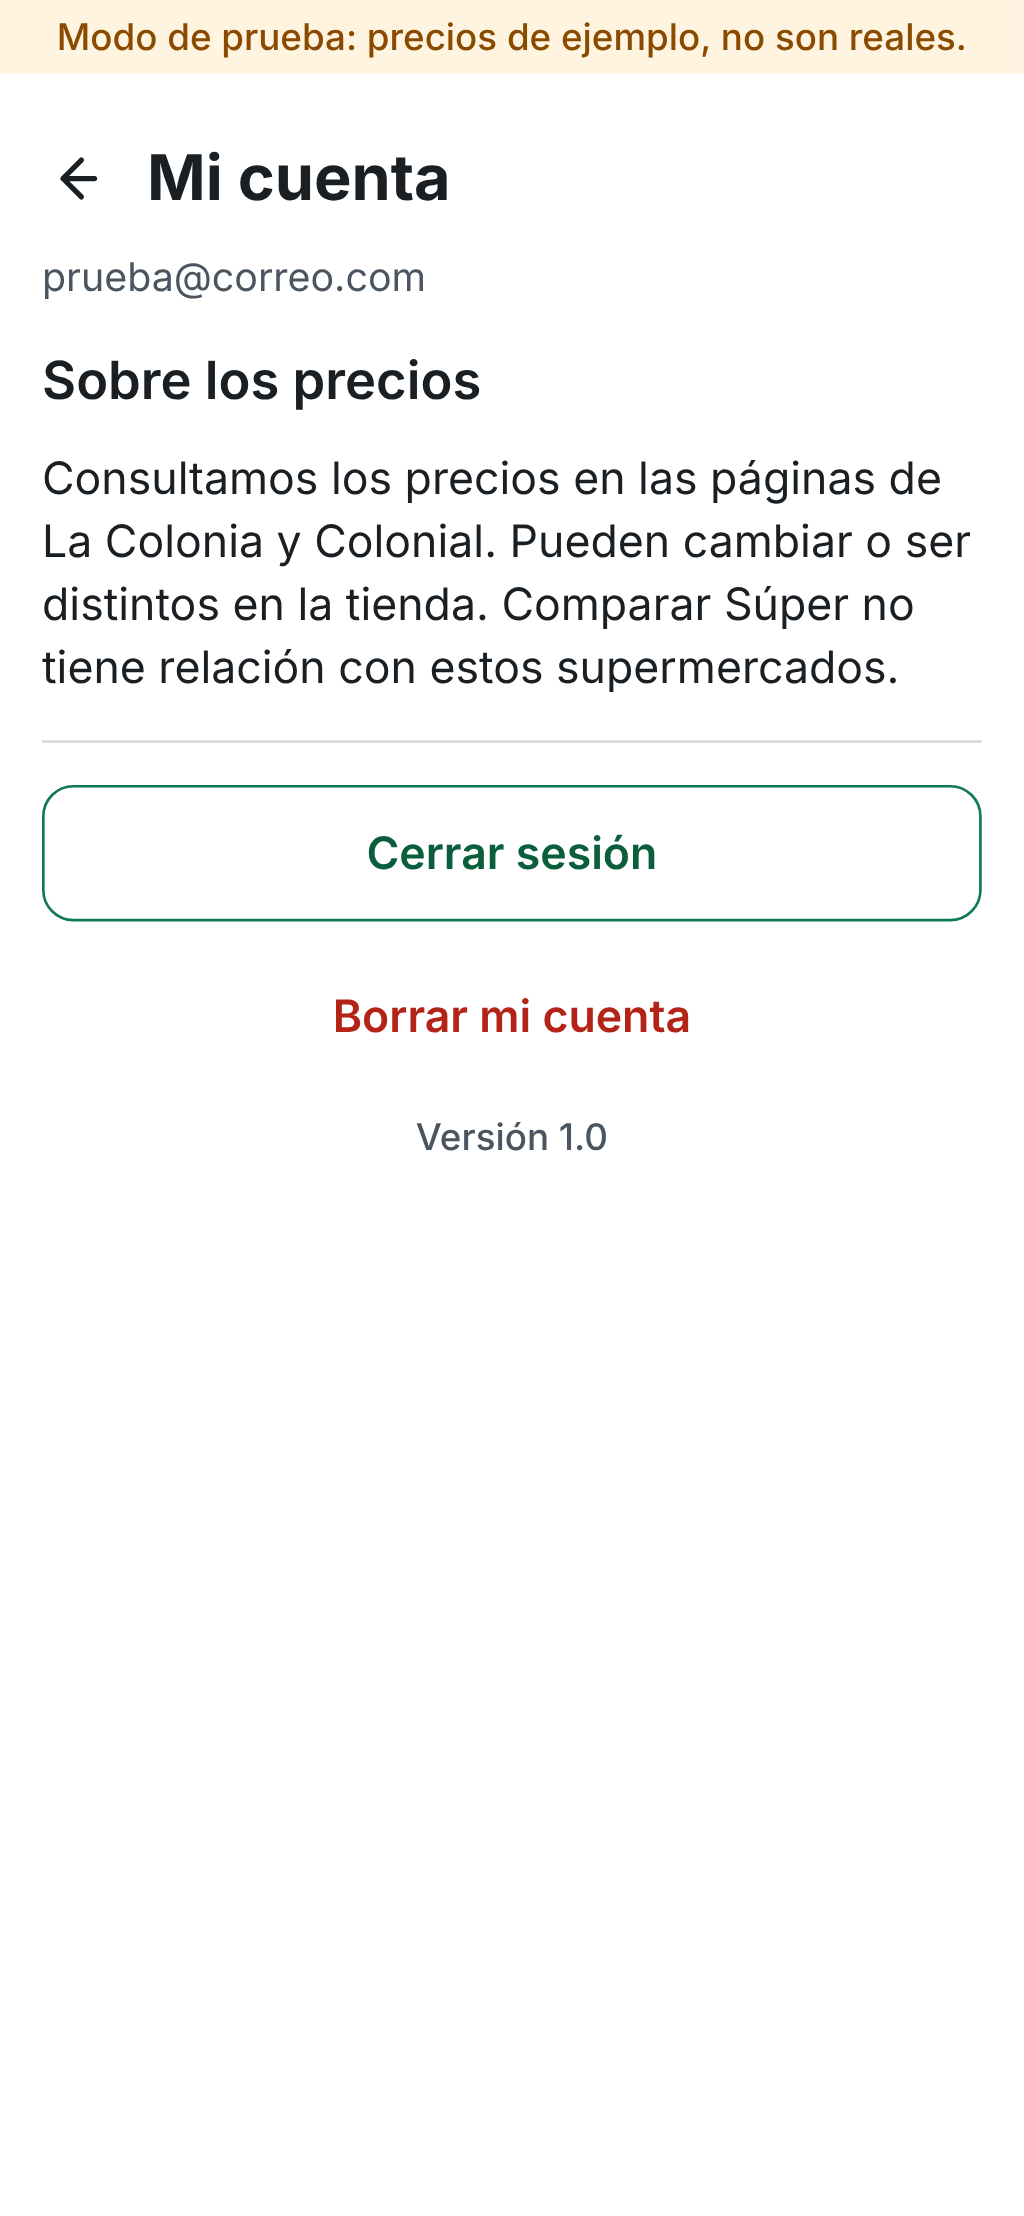 Modo de prueba: precios de ejemplo, no son reales.
Mi cuenta
prueba@correo.com
Sobre los precios
Consultamos los precios en las páginas de
La Colonia y Colonial. Pueden cambiar o ser
distintos en la tienda. Comparar Súper no
tiene relación con estos supermercados.
Cerrar sesión
Borrar mi cuenta
Versión 1.0